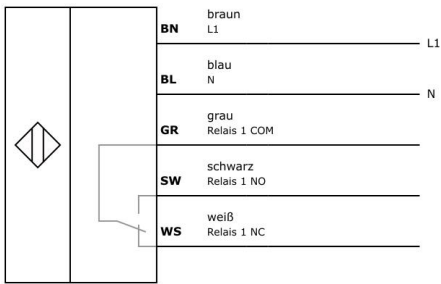 braun
BN L1
L1
blau
BL N
N
grau
GR Relais 1 COM
schwarz
SW Relais 1 NO
weiß
WS Relais 1 NC